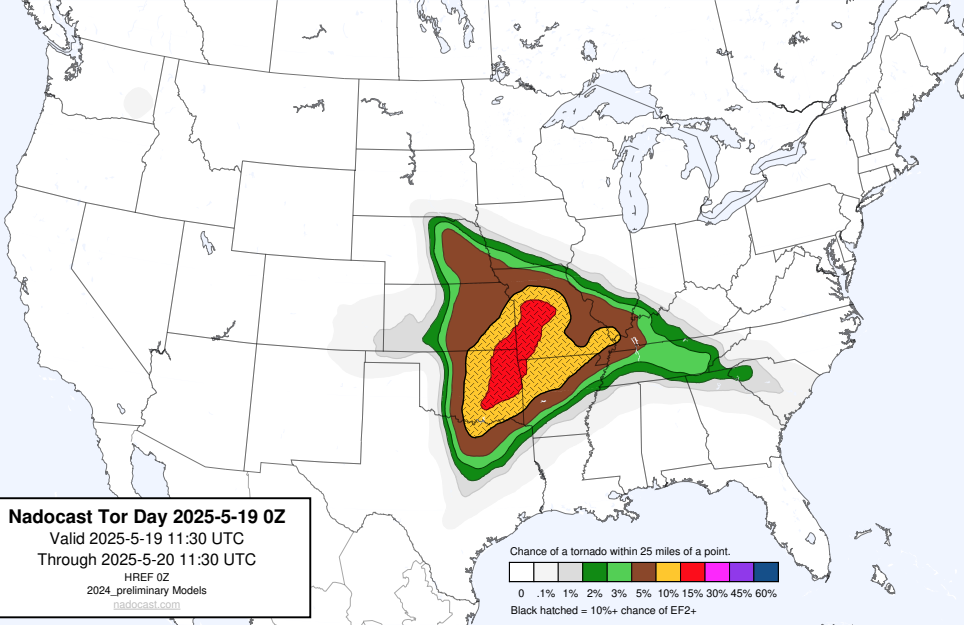 Nadocast Tor Day 2025-5-19 0Z
Valid 2025-5-19 11:30 UTC
Through 2025-5-20 11:30 UTC
HREF 0Z
2024_preliminary Models
nadocast.com
Chance of a tornado within 25 miles of a point.
0 .1% 1% 2% 3% 5% 10% 15% 30% 45% 60%
Black hatched = 10%+ chance of EF2+